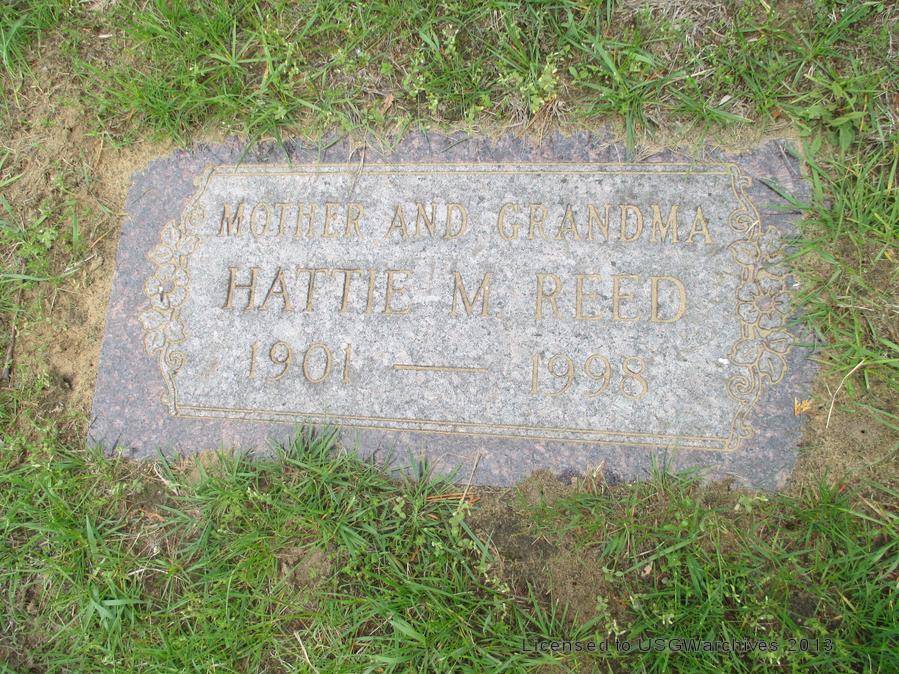 MOTHER AND GRANDMA
HATTIE M. REED
1901 — 1998
Licensed to USGWarchives 2013